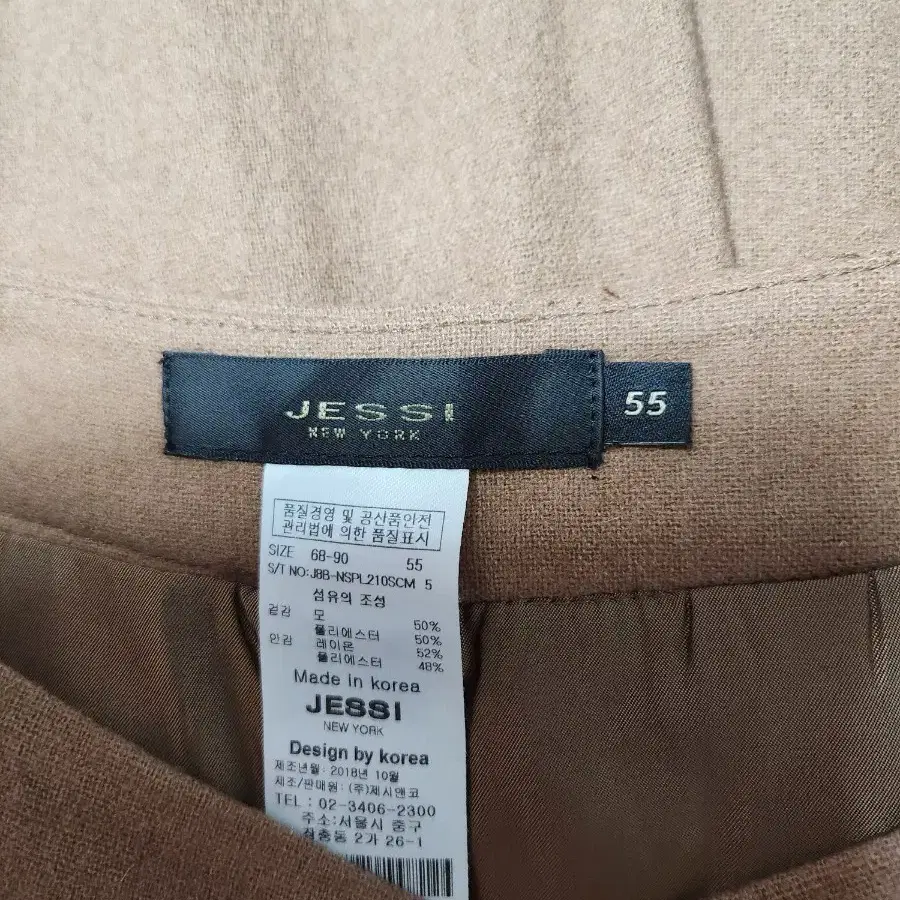 JESSI
NEW YORK
55
품질경영 및 공산품안전
관리법에 의한 품질표시
SIZE 68-90 55
S/T NO:J8B-NSPL210SCM 5
섬유의 조성
겉감 모 50%
폴리에스터 50%
안감 레이온 52%
폴리에스터 48%
Made in korea
JESSI
NEW YORK
Design by korea
제조년월: 2018년 10월
제조/판매원: (주)제시앤코
TEL : 02-3406-2300
주소:서울시 중구
충동 2가 26-1